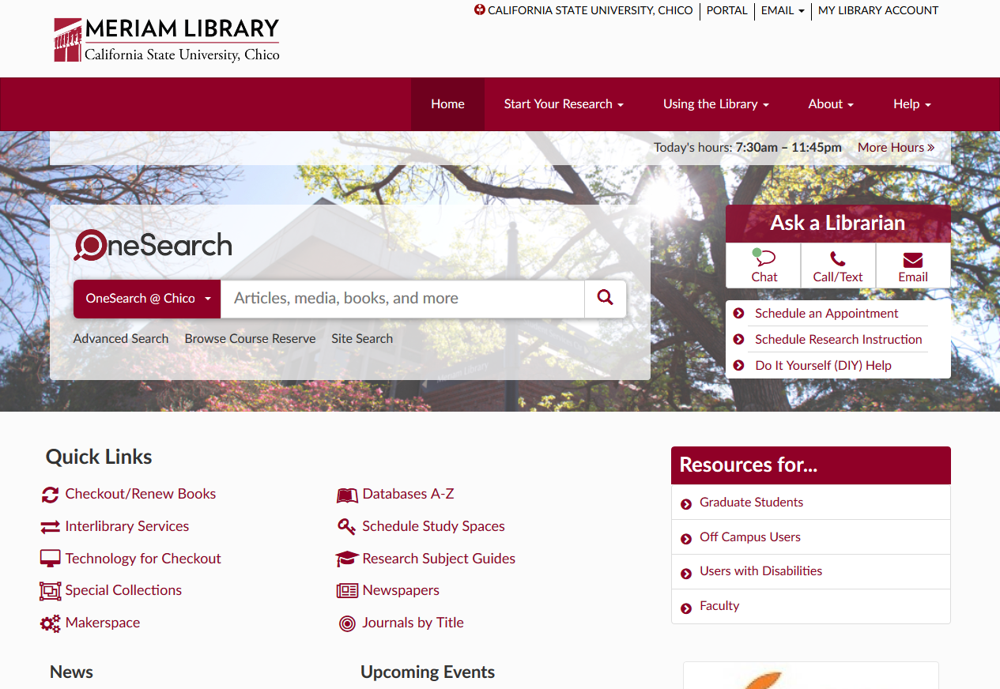 CALIFORNIA STATE UNIVERSITY, CHICO PORTAL EMAIL MY LIBRARY ACCOUNT
MERIAM LIBRARY
California State University, Chico
Home Start Your Research Using the Library About Help
Today's hours: 7:30am – 11:45pm More Hours »
OneSearch
OneSearch @ Chico Articles, media, books, and more
Advanced Search Browse Course Reserve Site Search
Meriam Library
Ask a Librarian
Chat Call/Text Email
Schedule an Appointment
Schedule Research Instruction
Do It Yourself (DIY) Help
Quick Links
Checkout/Renew Books
Interlibrary Services
Technology for Checkout
Special Collections
Makerspace
Databases A-Z
Schedule Study Spaces
Research Subject Guides
Newspapers
Journals by Title
Resources for...
Graduate Students
Off Campus Users
Users with Disabilities
Faculty
News
Upcoming Events